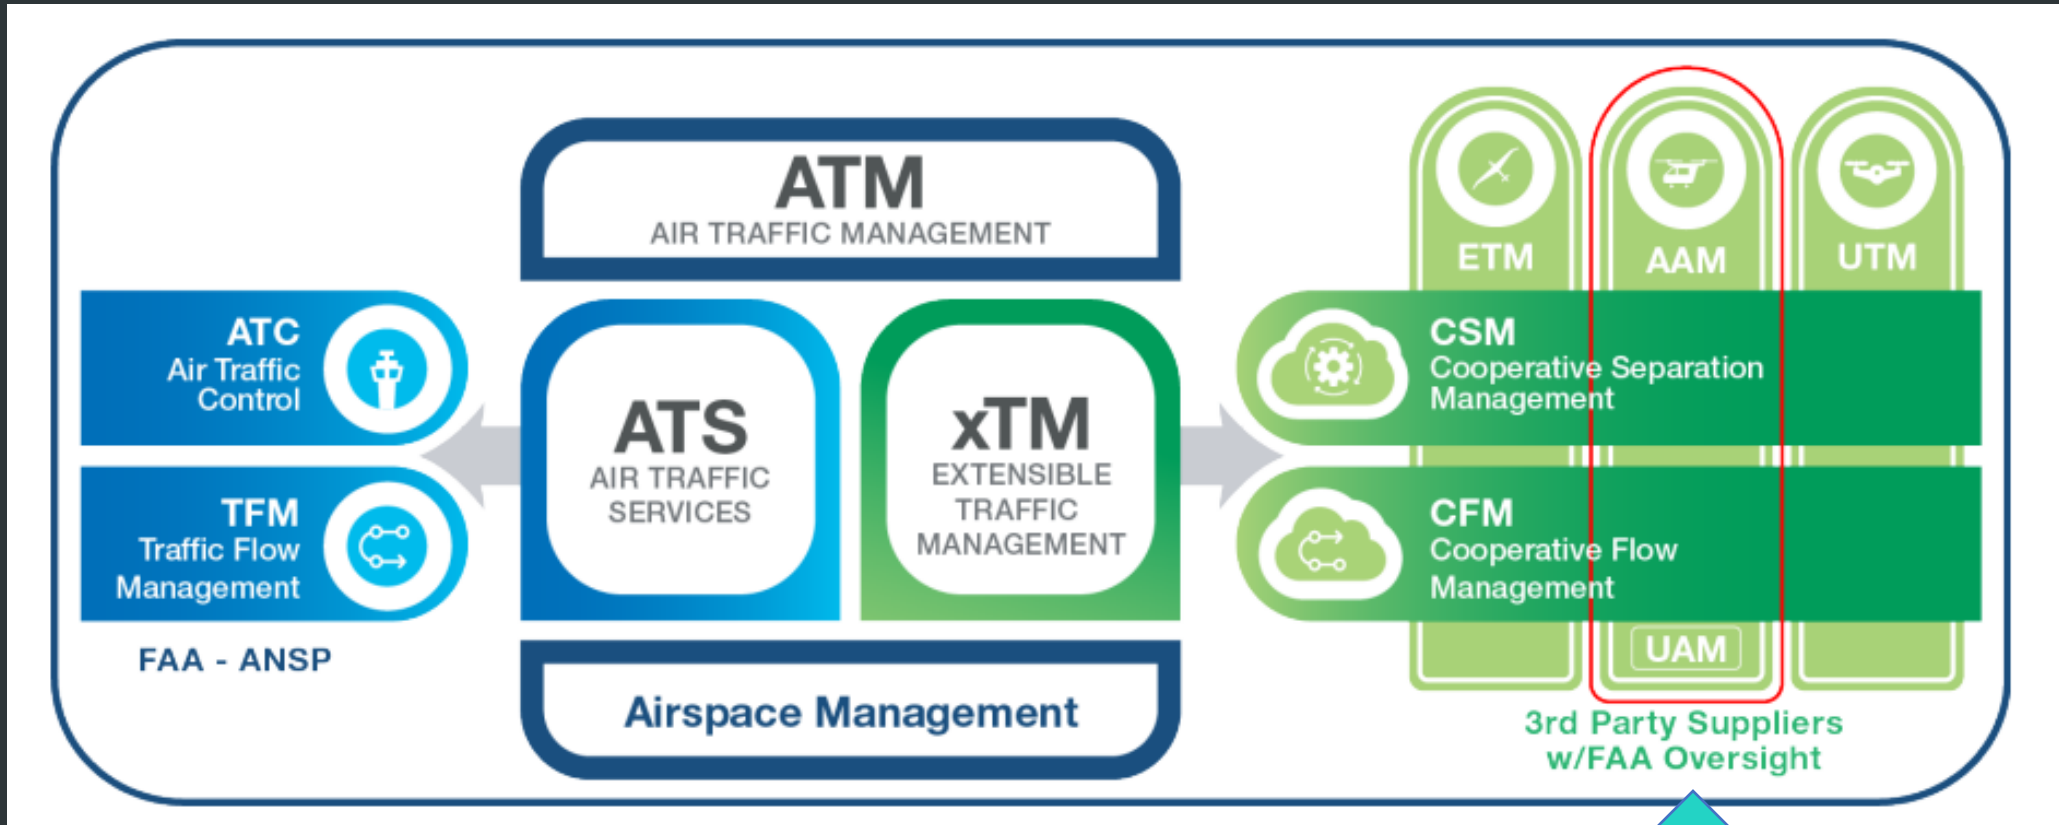 ATM
AIR TRAFFIC MANAGEMENT
ATC
Air Traffic
Control
TFM
Traffic Flow
Management
FAA - ANSP
ATS
AIR TRAFFIC
SERVICES
xTM
EXTENSIBLE
TRAFFIC
MANAGEMENT
Airspace Management
ETM
AAM
UTM
CSM
Cooperative Separation
Management
CFM
Cooperative Flow
Management
UAM
3rd Party Suppliers
w/FAA Oversight